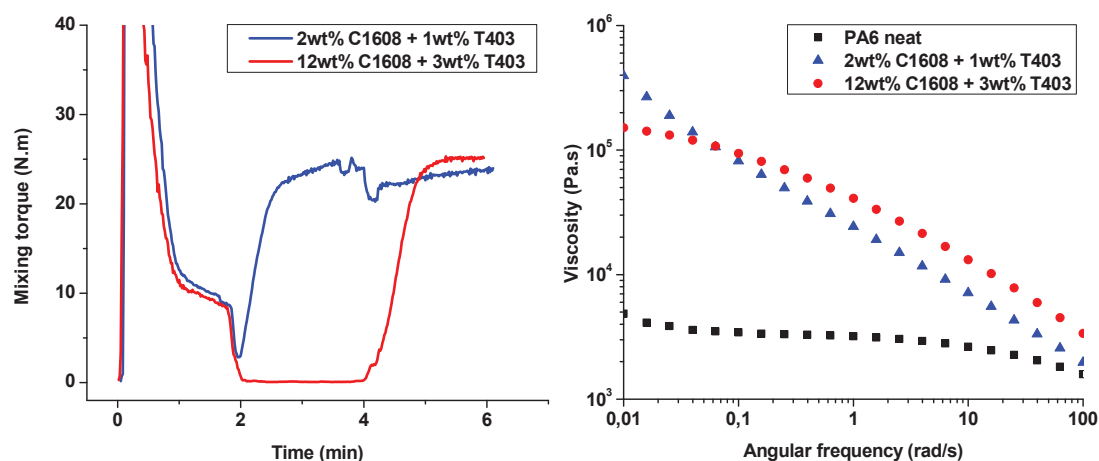 2wt% C1608 + 1wt% T403
12wt% C1608 + 3wt% T403
40
30
20
10
0
Mixing torque (N.m)
0
2
4
6
Time (min)
PA6 neat
2wt% C1608 + 1wt% T403
12wt% C1608 + 3wt% T403
10⁶
10⁵
10⁴
10³
Viscosity (Pa.s)
0,01
0,1
1
10
100
Angular frequency (rad/s)